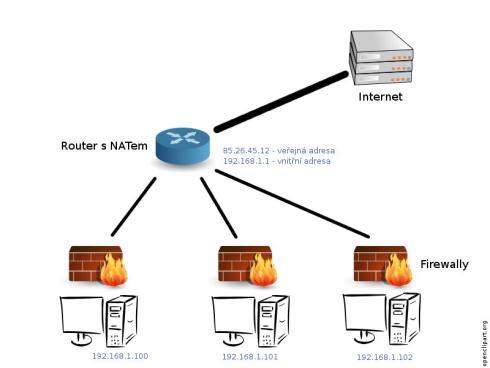 Internet
Router s NATem
85.26.45.12 - veřejná adresa
192.168.1.1 - vnitřní adresa
Firewally
192.168.1.100
192.168.1.101
192.168.1.102
openclipart.org